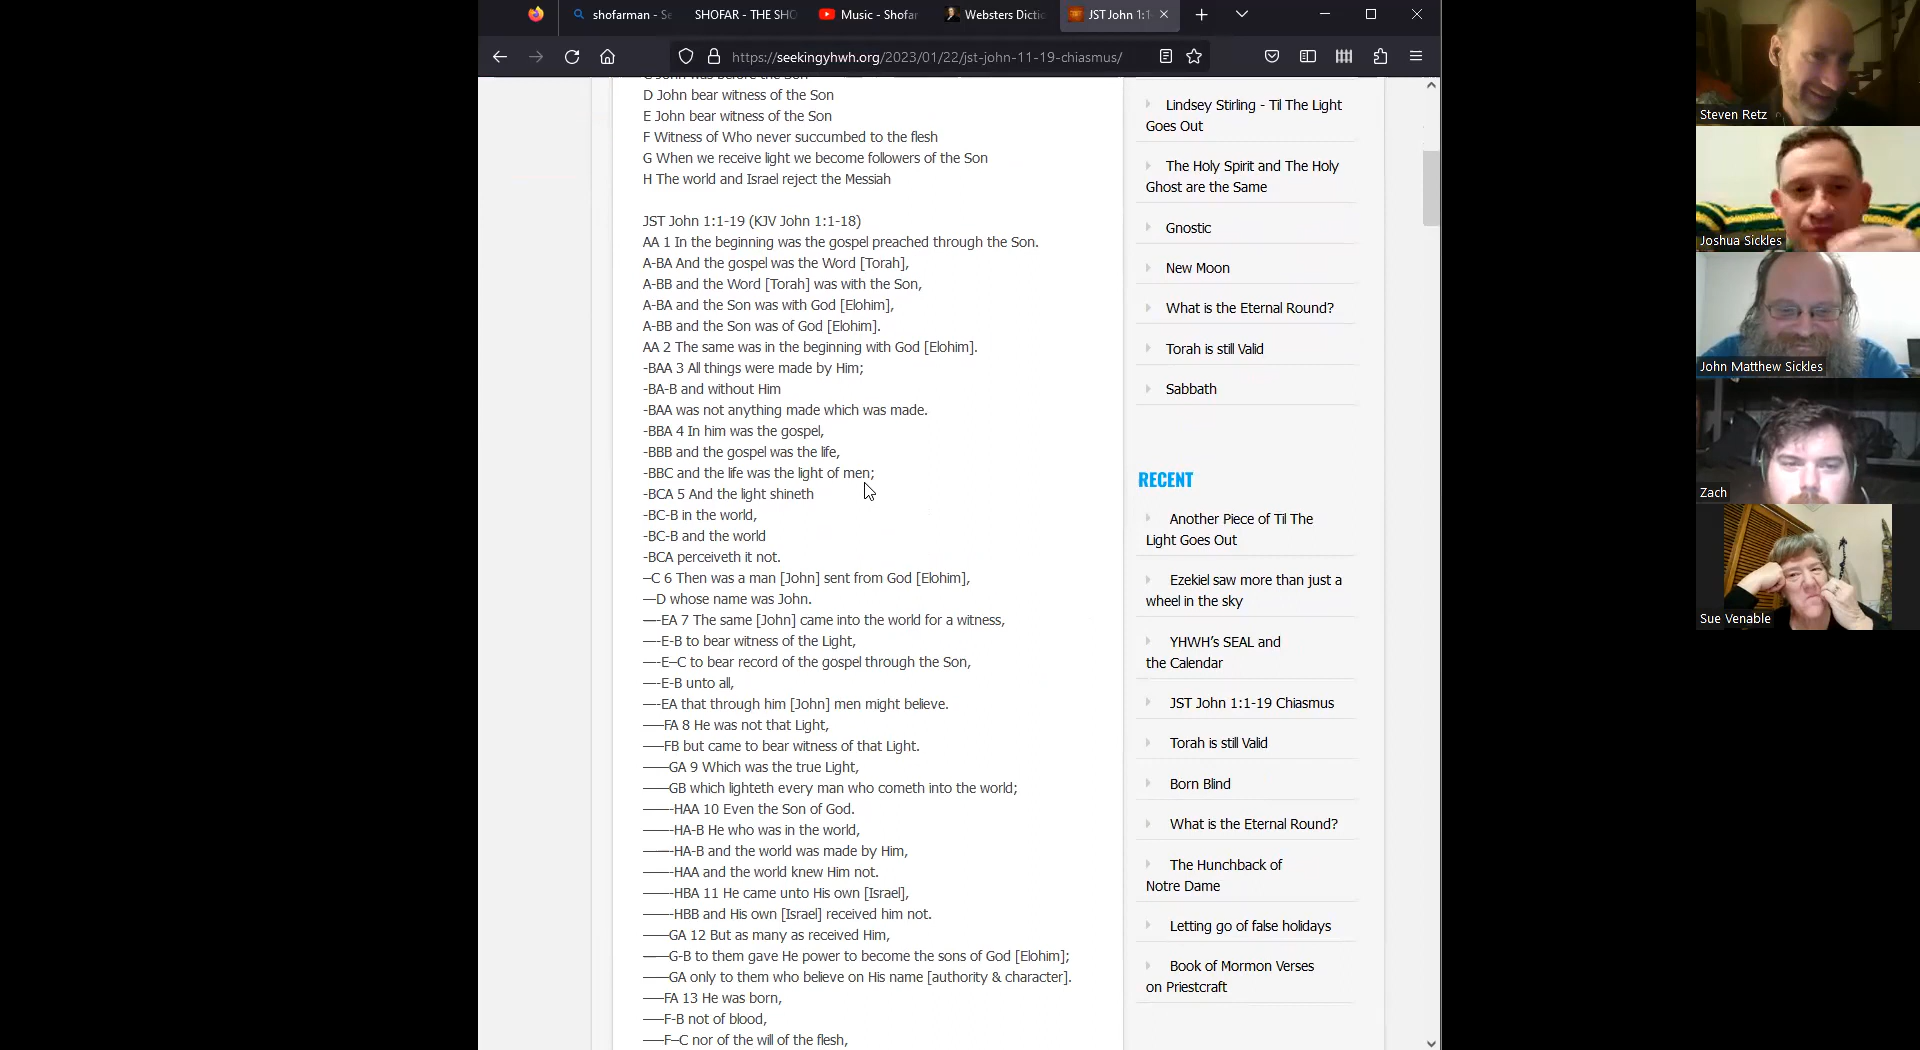 shofarman - Se
SHOFAR - THE SHO
Music - Shofar
Websters Dictio
JST John 1:1-
https://seekingyhwh.org/2023/01/22/jst-john-11-19-chiasmus/
C John was before the Son
D John bear witness of the Son
E John bear witness of the Son
F Witness of Who never succumbed to the flesh
G When we receive light we become followers of the Son
H The world and Israel reject the Messiah
JST John 1:1-19 (KJV John 1:1-18)
AA 1 In the beginning was the gospel preached through the Son.
A-BA And the gospel was the Word [Torah],
A-BB and the Word [Torah] was with the Son,
A-BA and the Son was with God [Elohim],
A-BB and the Son was of God [Elohim].
AA 2 The same was in the beginning with God [Elohim].
-BAA 3 All things were made by Him;
-BA-B and without Him
-BAA was not anything made which was made.
-BBA 4 In him was the gospel,
-BBB and the gospel was the life,
-BBC and the life was the light of men;
-BCA 5 And the light shineth
-BC-B in the world,
-BC-B and the world
-BCA perceiveth it not.
–C 6 Then was a man [John] sent from God [Elohim],
—D whose name was John.
—-EA 7 The same [John] came into the world for a witness,
—-E-B to bear witness of the Light,
—-E–C to bear record of the gospel through the Son,
—-E-B unto all,
—-EA that through him [John] men might believe.
—–FA 8 He was not that Light,
—–FB but came to bear witness of that Light.
——GA 9 Which was the true Light,
——GB which lighteth every man who cometh into the world;
——-HAA 10 Even the Son of God.
——-HA-B He who was in the world,
——-HA-B and the world was made by Him,
——-HAA and the world knew Him not.
——-HBA 11 He came unto His own [Israel],
——-HBB and His own [Israel] received him not.
——GA 12 But as many as received Him,
——G-B to them gave He power to become the sons of God [Elohim];
——GA only to them who believe on His name [authority & character].
—–FA 13 He was born,
—–F-B not of blood,
—–F–C nor of the will of the flesh,
Lindsey Stirling - Til The Light
Goes Out
The Holy Spirit and The Holy
Ghost are the Same
Gnostic
New Moon
What is the Eternal Round?
Torah is still Valid
Sabbath
RECENT
Another Piece of Til The
Light Goes Out
Ezekiel saw more than just a
wheel in the sky
YHWH’s SEAL and
the Calendar
JST John 1:1-19 Chiasmus
Torah is still Valid
Born Blind
What is the Eternal Round?
The Hunchback of
Notre Dame
Letting go of false holidays
Book of Mormon Verses
on Priestcraft
Steven Retz
Joshua Sickles
John Matthew Sickles
Zach
Sue Venable